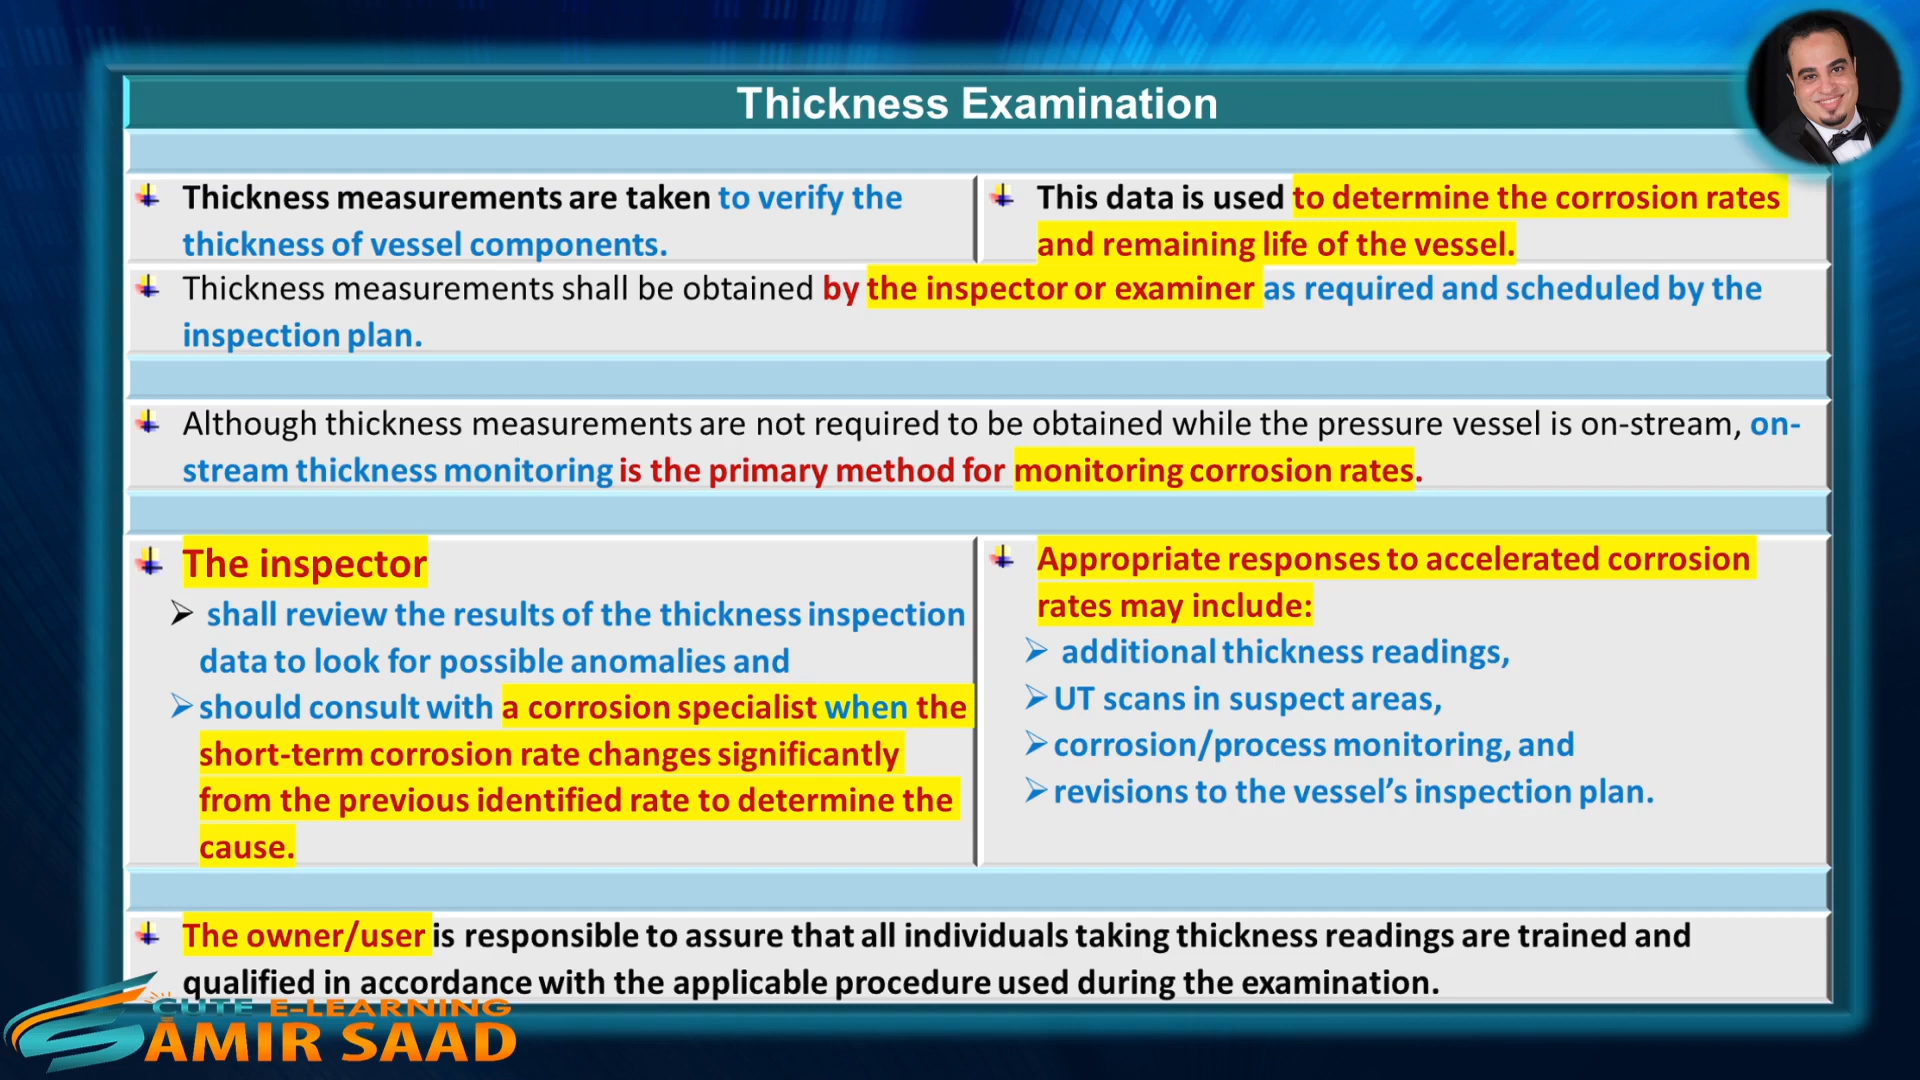 Thickness Examination
Thickness measurements are taken to verify the
thickness of vessel components.
This data is used to determine the corrosion rates
and remaining life of the vessel.
Thickness measurements shall be obtained by the inspector or examiner as required and scheduled by the
inspection plan.
Although thickness measurements are not required to be obtained while the pressure vessel is on-stream, on-
stream thickness monitoring is the primary method for monitoring corrosion rates.
The inspector
shall review the results of the thickness inspection
data to look for possible anomalies and
should consult with a corrosion specialist when the
short-term corrosion rate changes significantly
from the previous identified rate to determine the
cause.
Appropriate responses to accelerated corrosion
rates may include:
additional thickness readings,
UT scans in suspect areas,
corrosion/process monitoring, and
revisions to the vessel’s inspection plan.
The owner/user is responsible to assure that all individuals taking thickness readings are trained and
qualified in accordance with the applicable procedure used during the examination.
CUTE E-LEARNING
AMIR SAAD